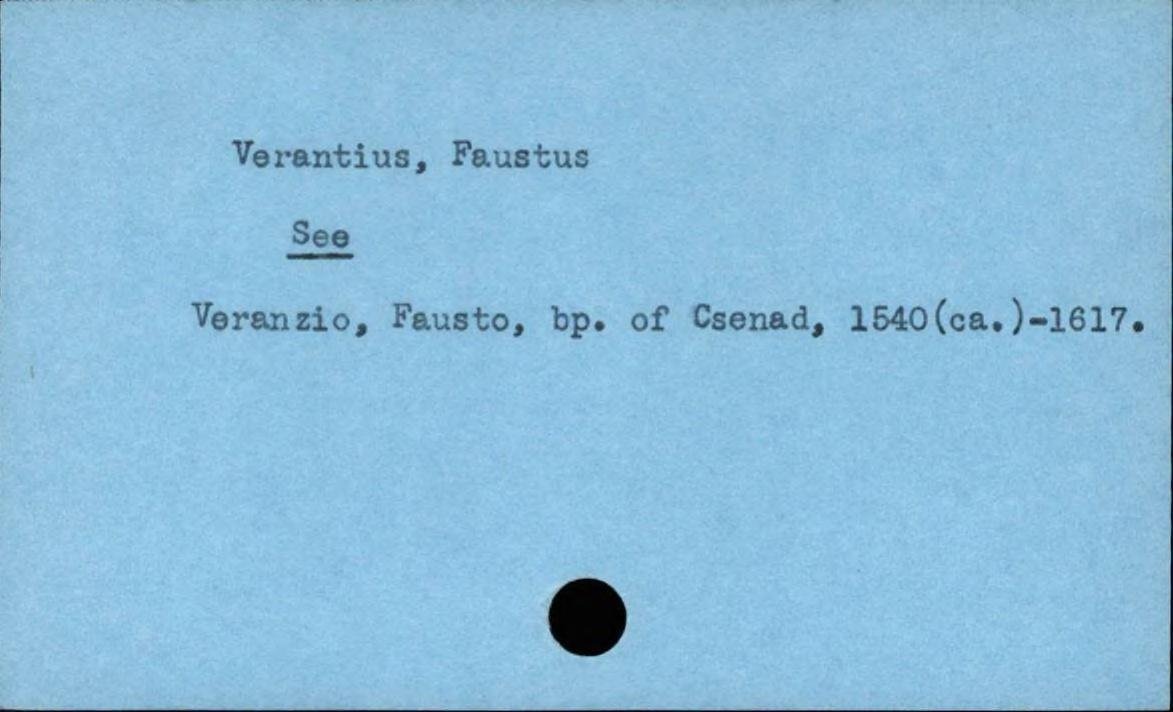 Verantius, Faustus
See
Veranzio, Fausto, bp. of Csenad, 1540(ca.)-1617.